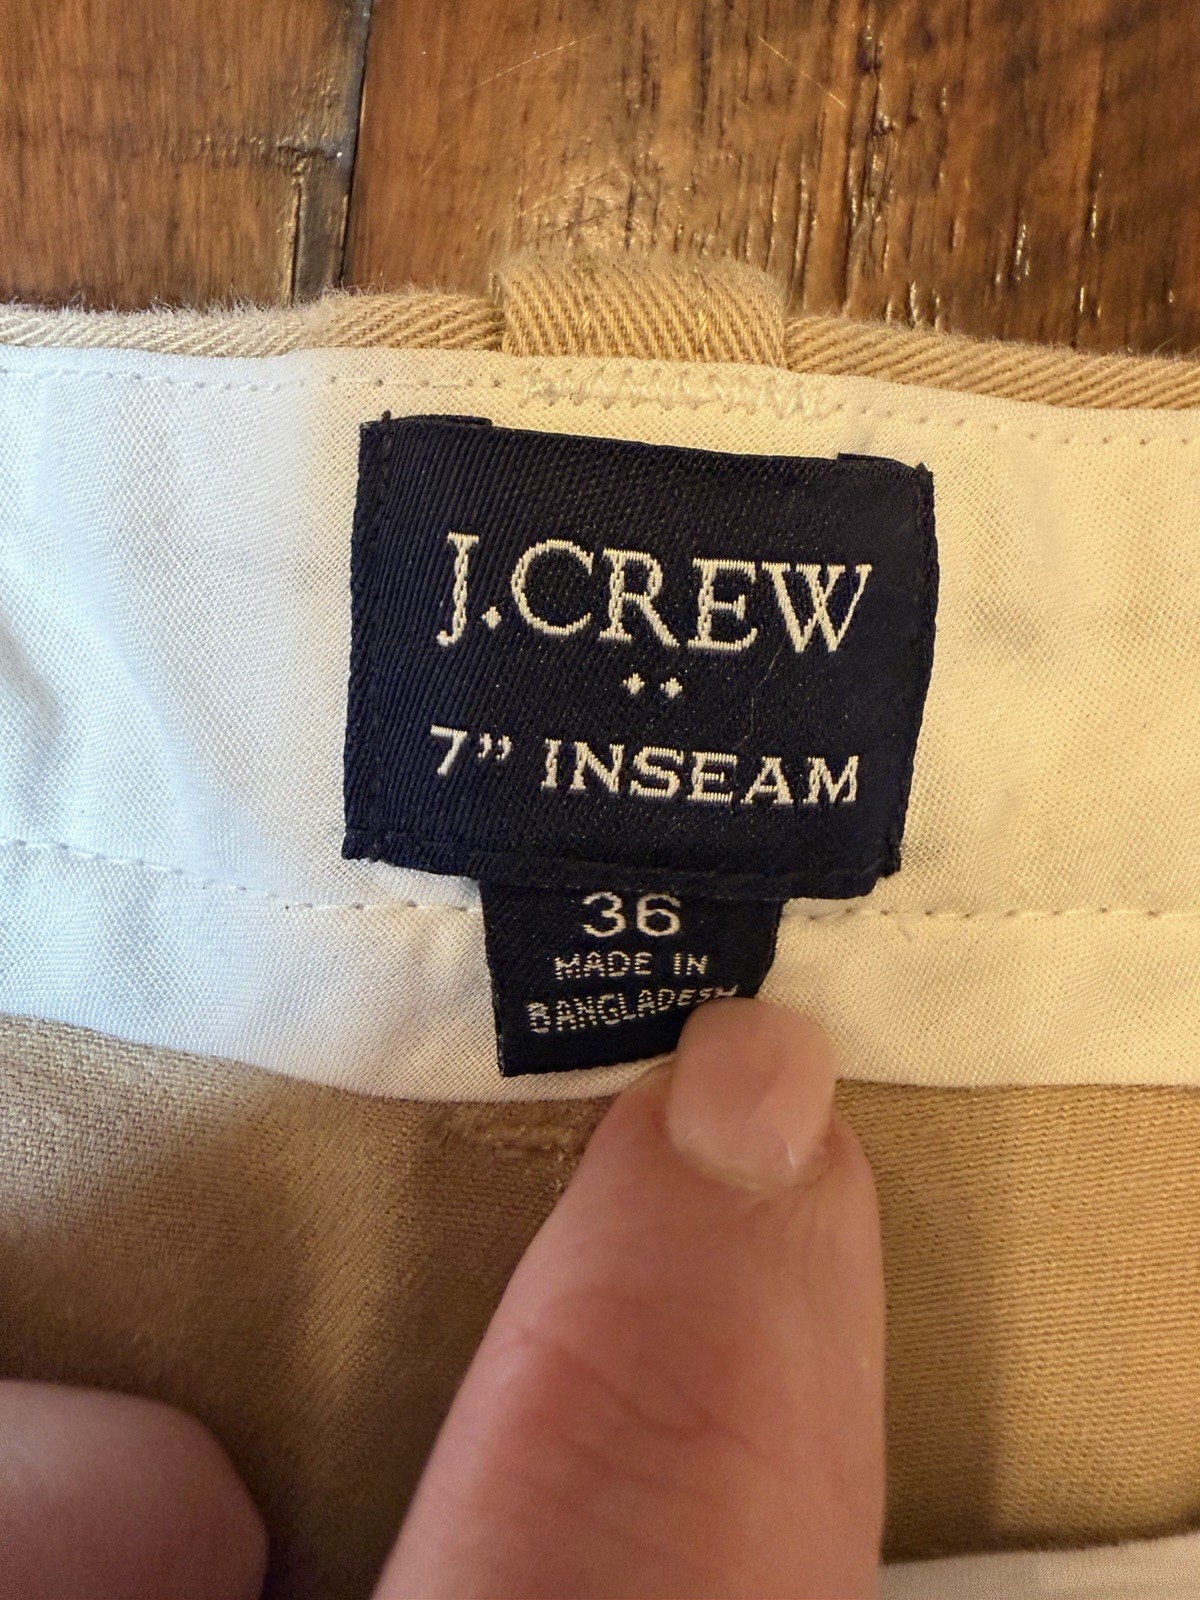 J.CREW
7” INSEAM
36
MADE IN
BANGLADESH